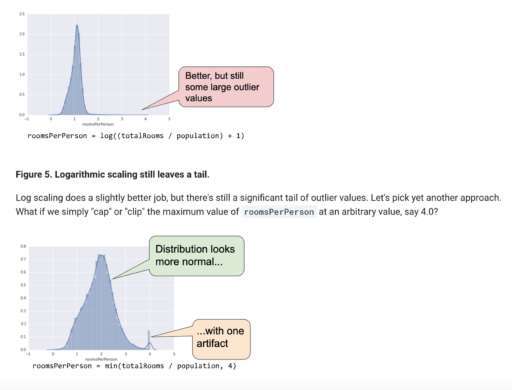 Better, but still
some large outlier
values
roomsPerPerson
roomsPerPerson = log((totalRooms / population) + 1)
Figure 5. Logarithmic scaling still leaves a tail.
Log scaling does a slightly better job, but there's still a significant tail of outlier values. Let's pick yet another approach.
What if we simply "cap" or "clip" the maximum value of roomsPerPerson at an arbitrary value, say 4.0?
Distribution looks
more normal...
...with one
artifact
roomsPerPerson
roomsPerPerson = min(totalRooms / population, 4)